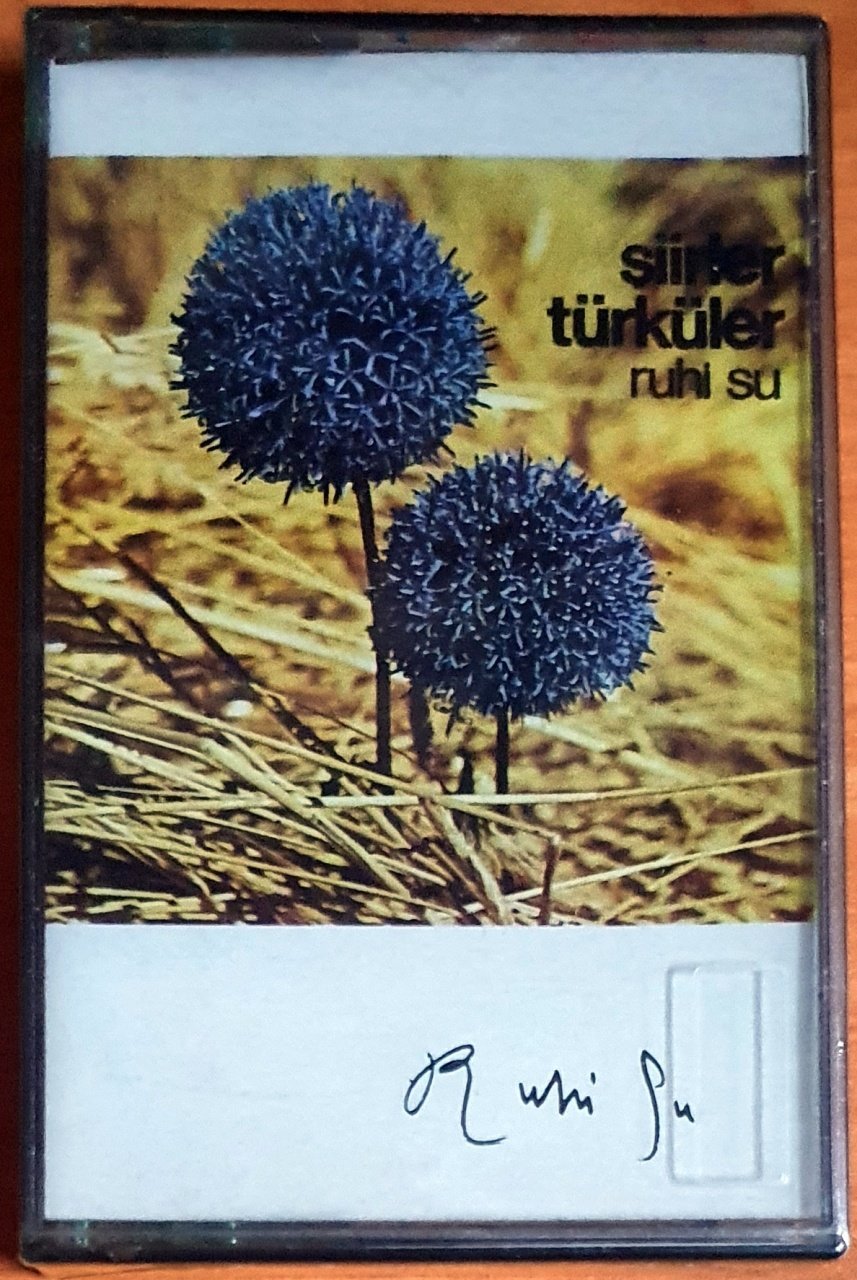 şiirler
türküler
ruhi su
Ruhi Su